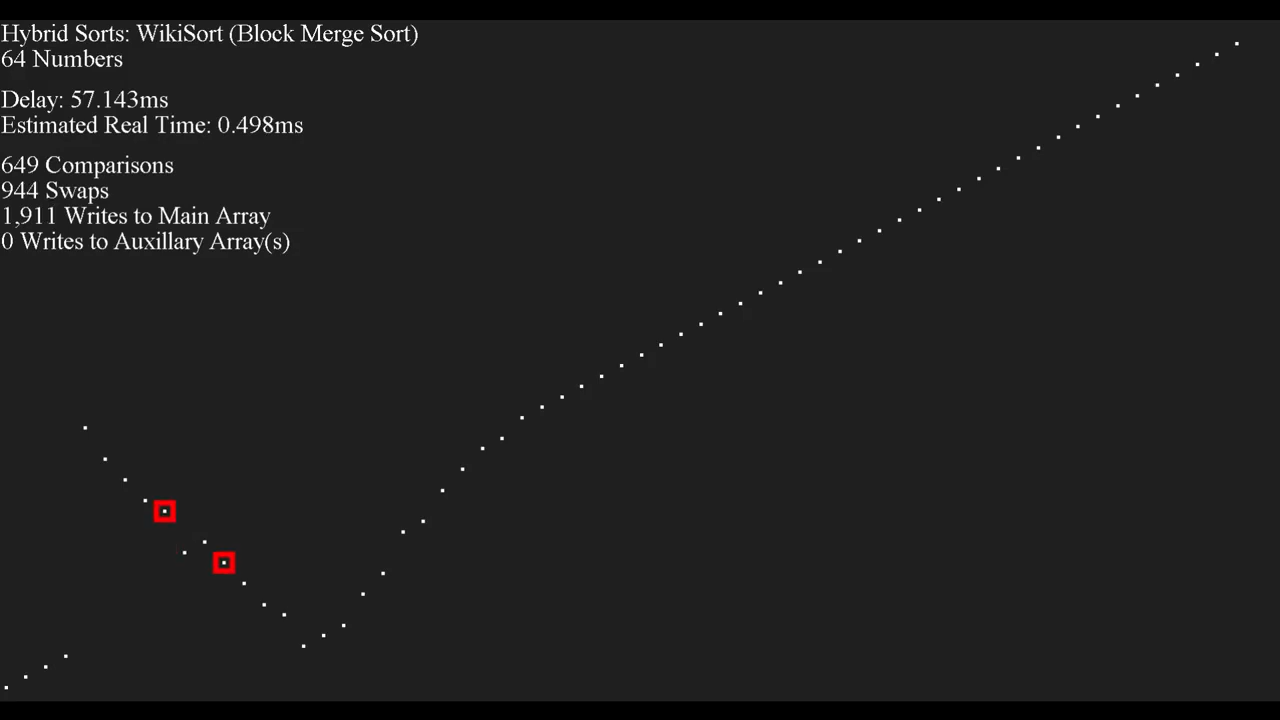 Hybrid Sorts: WikiSort (Block Merge Sort)
64 Numbers
Delay: 57.143ms
Estimated Real Time: 0.498ms
649 Comparisons
944 Swaps
1,911 Writes to Main Array
0 Writes to Auxillary Array(s)